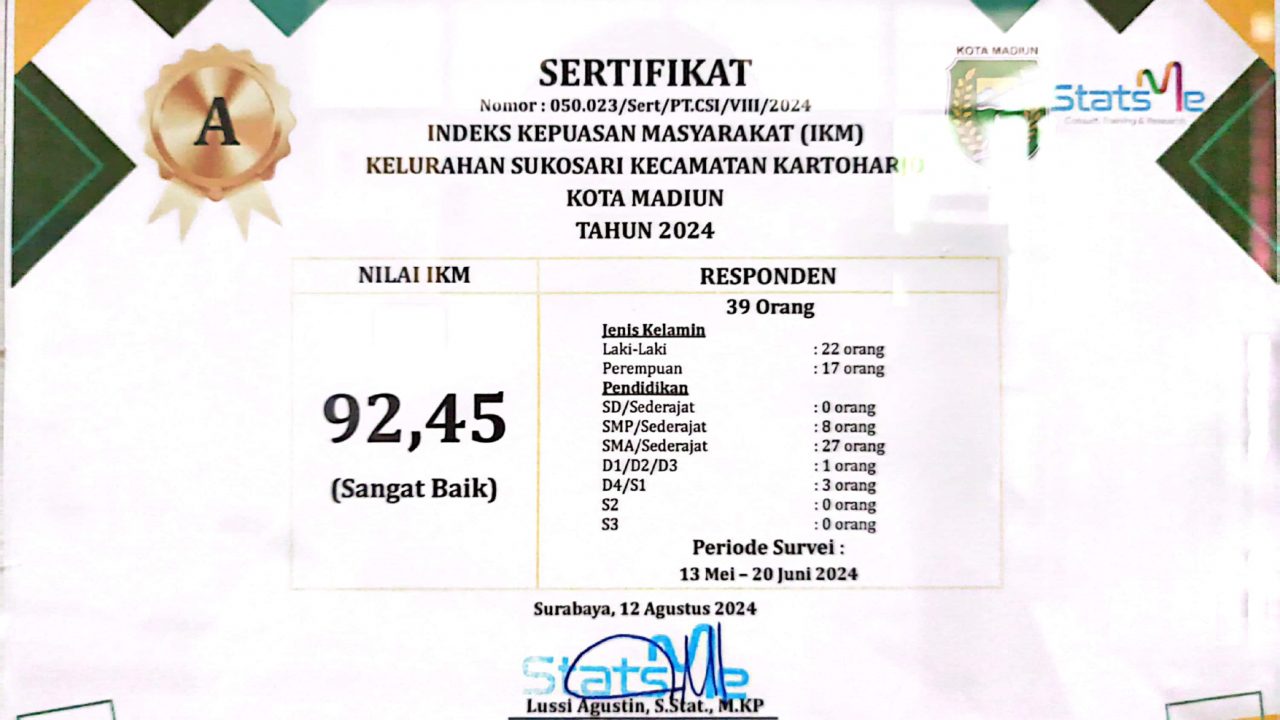 A
SERTIFIKAT
Nomor : 050.023/Sert/PT.CSI/VIII/2024
INDEKS KEPUASAN MASYARAKAT (IKM)
KELURAHAN SUKOSARI KECAMATAN KARTOHARJO
KOTA MADIUN
TAHUN 2024
KOTA MADIUN
StatsMe
Consult, Training & Research
NILAI IKM
92,45
(Sangat Baik)
RESPONDEN
39 Orang
Jenis Kelamin
Laki-Laki : 22 orang
Perempuan : 17 orang
Pendidikan
SD/Sederajat : 0 orang
SMP/Sederajat : 8 orang
SMA/Sederajat : 27 orang
D1/D2/D3 : 1 orang
D4/S1 : 3 orang
S2 : 0 orang
S3 : 0 orang
Periode Survei :
13 Mei – 20 Juni 2024
Surabaya, 12 Agustus 2024
StatsMe
Lussi Agustin, S.Stat., M.KP